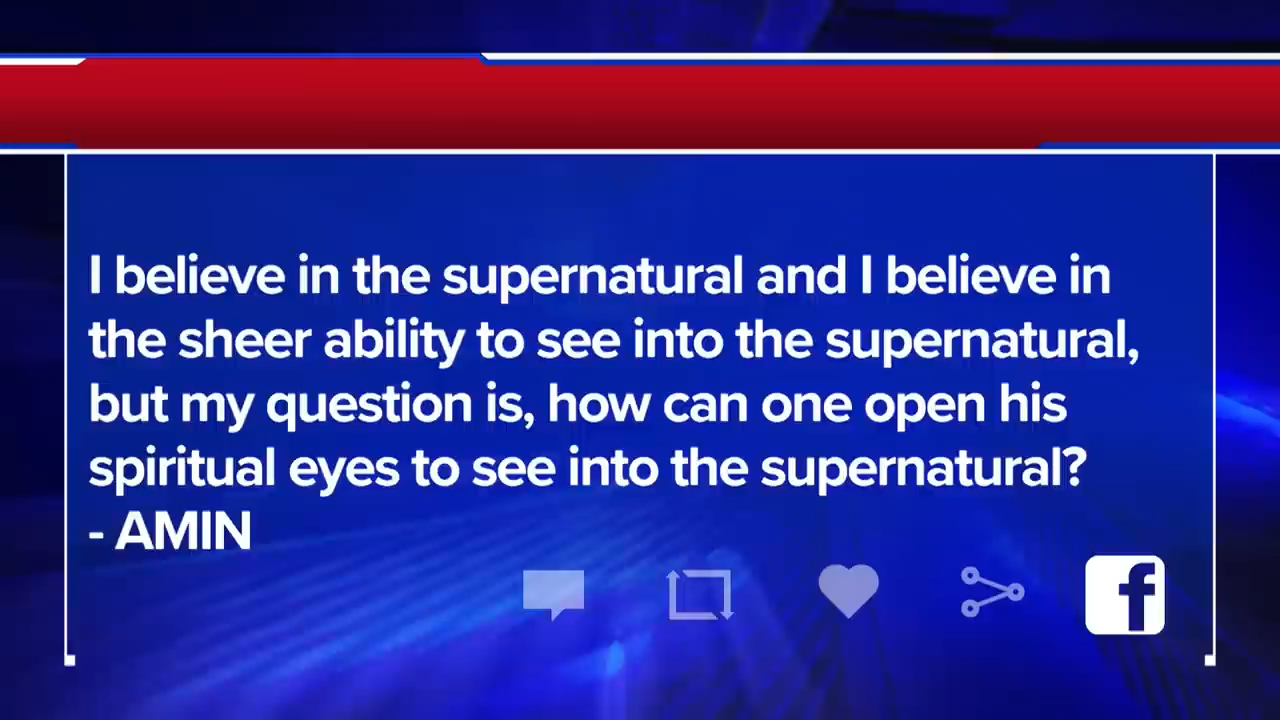 I believe in the supernatural and I believe in
the sheer ability to see into the supernatural,
but my question is, how can one open his
spiritual eyes to see into the supernatural?
- AMIN
f